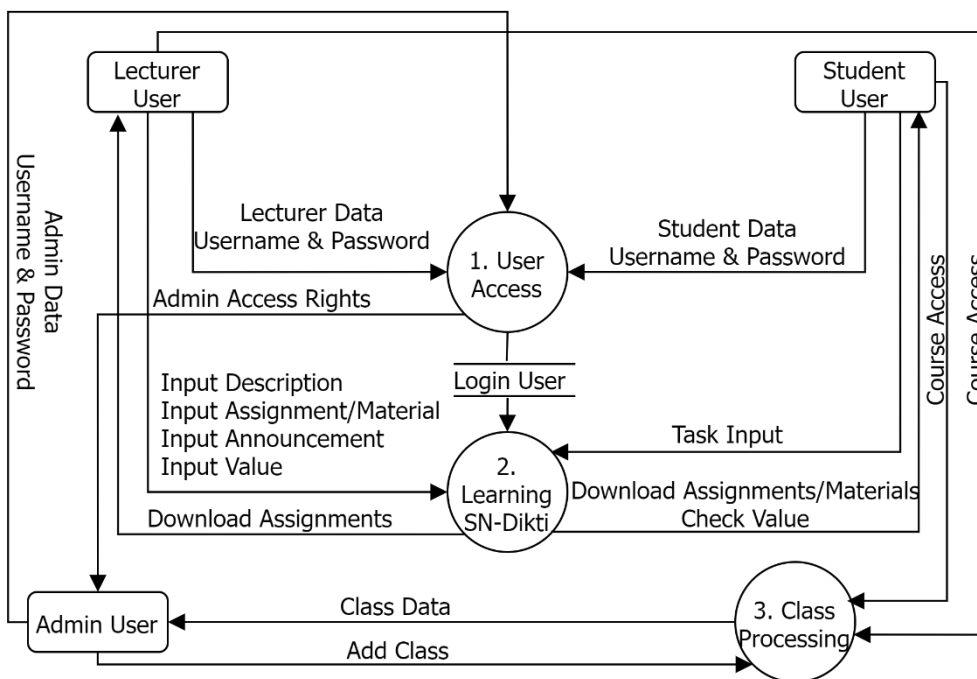 Lecturer
User
Student
User
Admin Data
Username & Password
Lecturer Data
Username & Password
Student Data
Username & Password
1. User
Access
Admin Access Rights
Course Access
Course Access
Login User
Input Description
Input Assignment/Material
Input Announcement
Input Value
Task Input
2.
Learning
SN-Dikti
Download Assignments
Download Assignments/Materials
Check Value
Admin User
Class Data
Add Class
3. Class
Processing